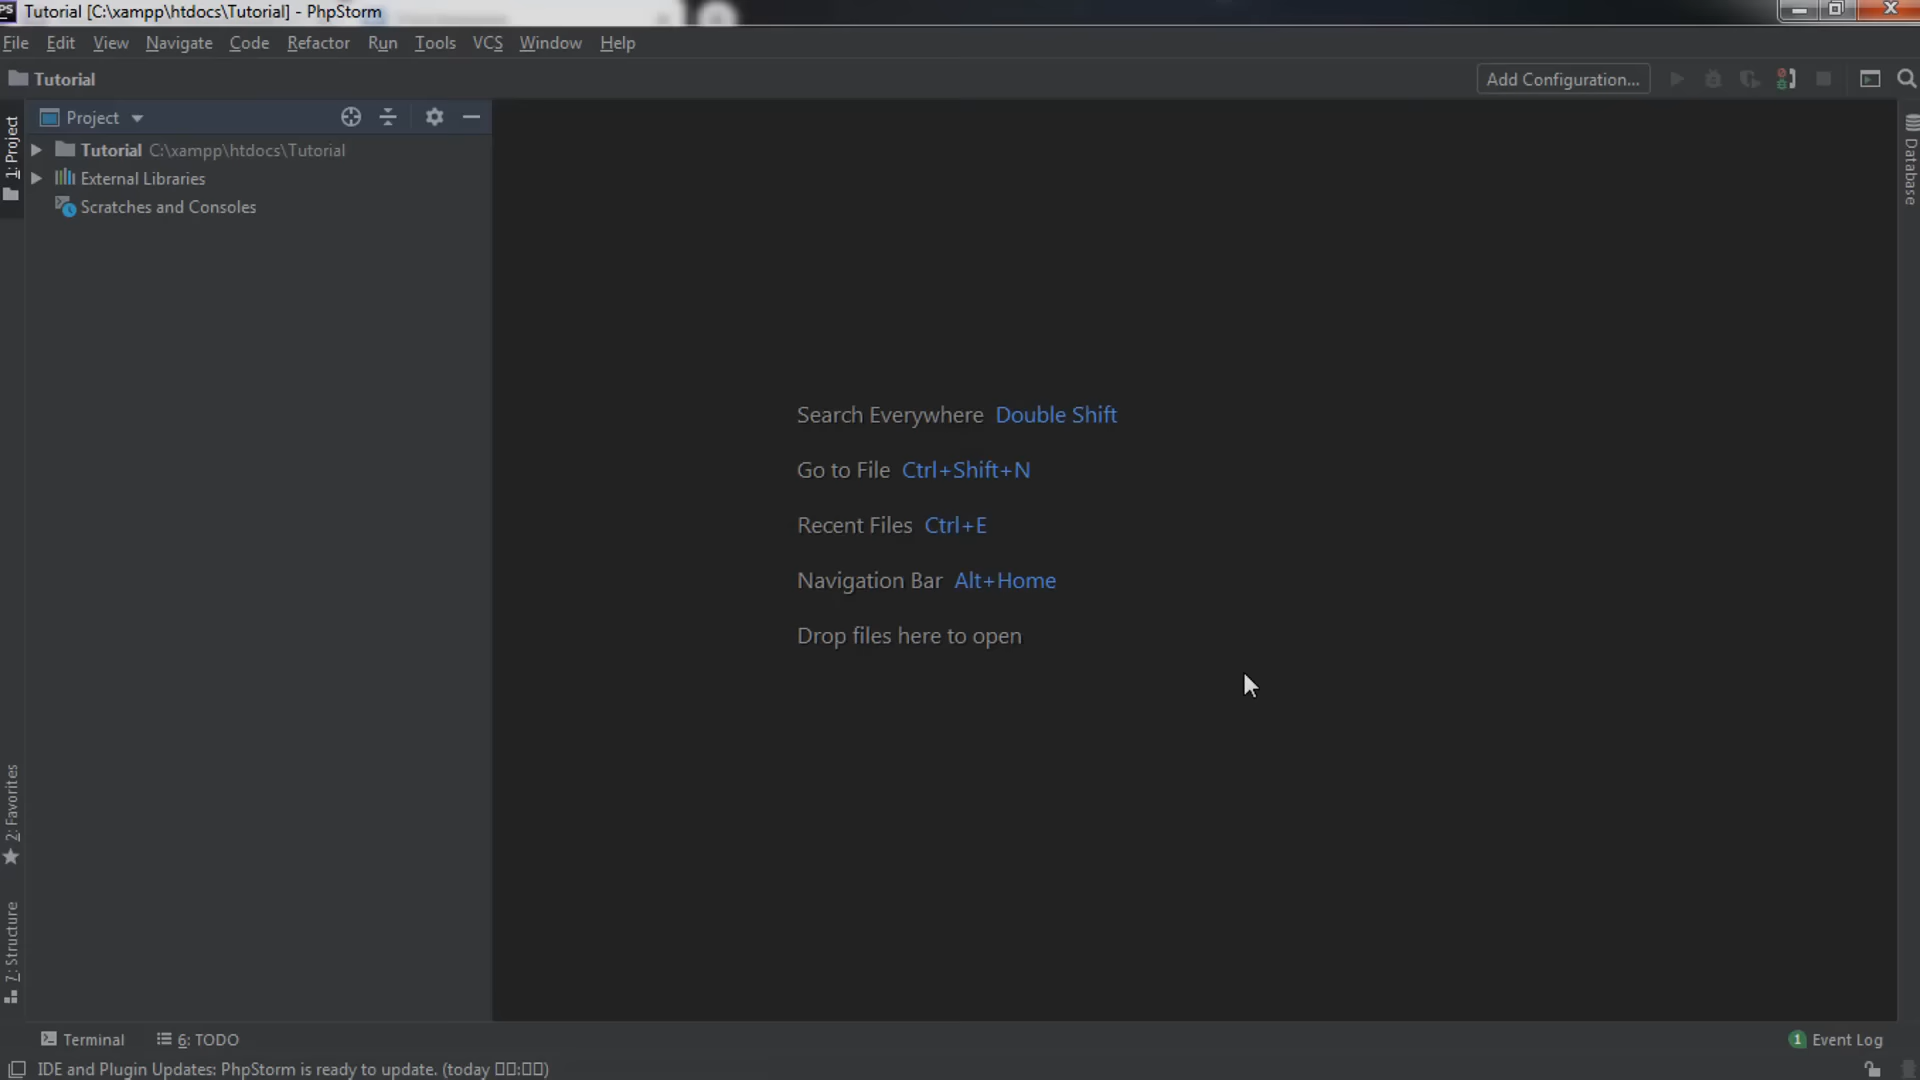 PS Tutorial [C:\xampp\htdocs\Tutorial] - PhpStorm
File Edit View Navigate Code Refactor Run Tools VCS Window Help
Tutorial
Add Configuration...
1: Project
Project
Tutorial C:\xampp\htdocs\Tutorial
External Libraries
Scratches and Consoles
Database
Search Everywhere Double Shift
Go to File Ctrl+Shift+N
Recent Files Ctrl+E
Navigation Bar Alt+Home
Drop files here to open
2: Favorites
7: Structure
Terminal 6: TODO
1 Event Log
IDE and Plugin Updates: PhpStorm is ready to update. (today ▯▯:▯▯)